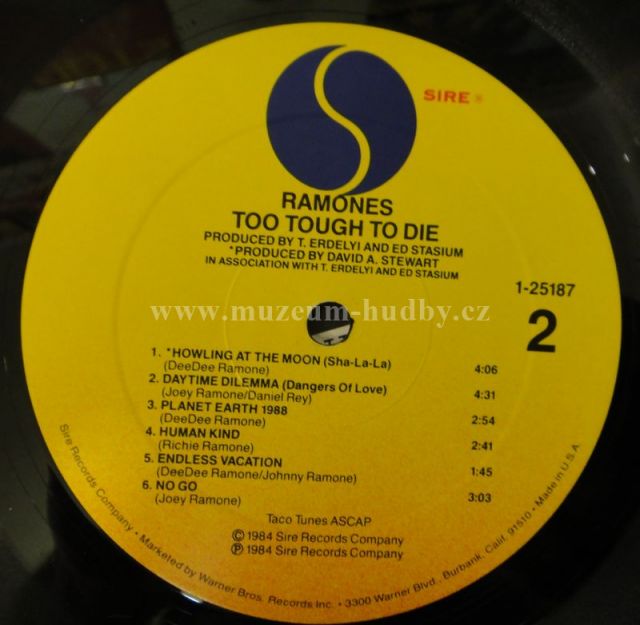 SIRE ®
RAMONES
TOO TOUGH TO DIE
PRODUCED BY T. ERDELYI AND ED STASIUM
*PRODUCED BY DAVID A. STEWART
IN ASSOCIATION WITH T. ERDELYI AND ED STASIUM
1-25187
2
www.muzeum-hudby.cz
1. *HOWLING AT THE MOON (Sha-La-La)
(DeeDee Ramone) 4:06
2. DAYTIME DILEMMA (Dangers Of Love)
(Joey Ramone/Daniel Rey) 4:31
3. PLANET EARTH 1988
(DeeDee Ramone) 2:54
4. HUMAN KIND
(Richie Ramone) 2:41
5. ENDLESS VACATION
(DeeDee Ramone/Johnny Ramone) 1:45
6. NO GO
(Joey Ramone) 3:03
Taco Tunes ASCAP
© 1984 Sire Records Company
℗ 1984 Sire Records Company
Sire Records Company • Marketed by Warner Bros. Records Inc. • 3300 Warner Blvd., Burbank, Calif. 91510 • Made in U.S.A.